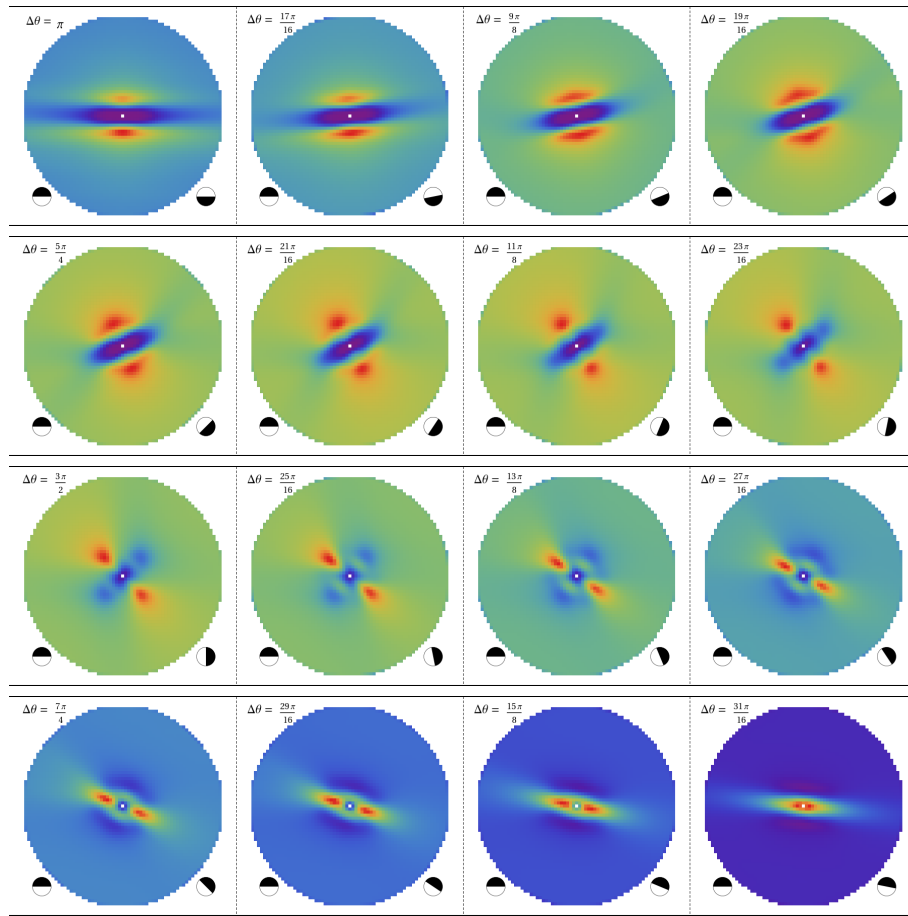 Δθ = π
Δθ = 17π/16
Δθ = 9π/8
Δθ = 19π/16
Δθ = 5π/4
Δθ = 21π/16
Δθ = 11π/8
Δθ = 23π/16
Δθ = 3π/2
Δθ = 25π/16
Δθ = 13π/8
Δθ = 27π/16
Δθ = 7π/4
Δθ = 29π/16
Δθ = 15π/8
Δθ = 31π/16